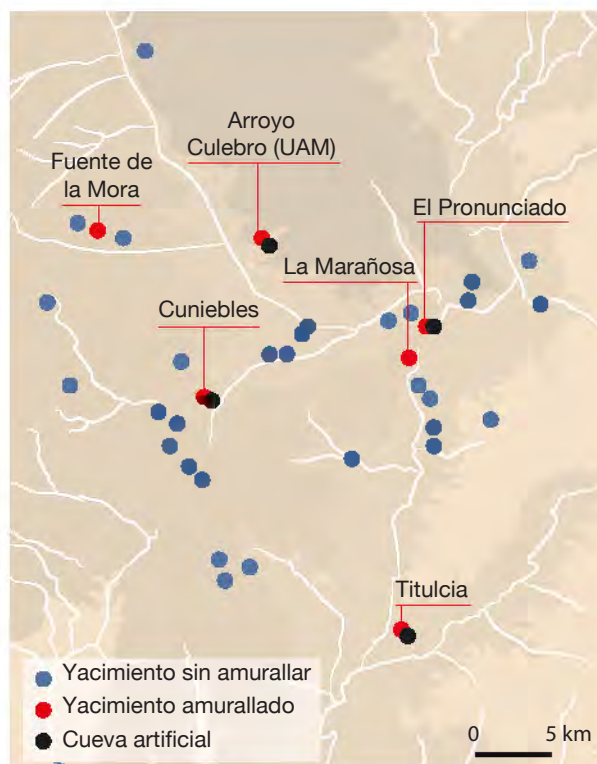 Arroyo
Culebro (UAM)
Fuente de
la Mora
El Pronunciado
La Marañosa
Cuniebles
Titulcia
Yacimiento sin amurallar
Yacimiento amurallado
Cueva artificial
0 5 km